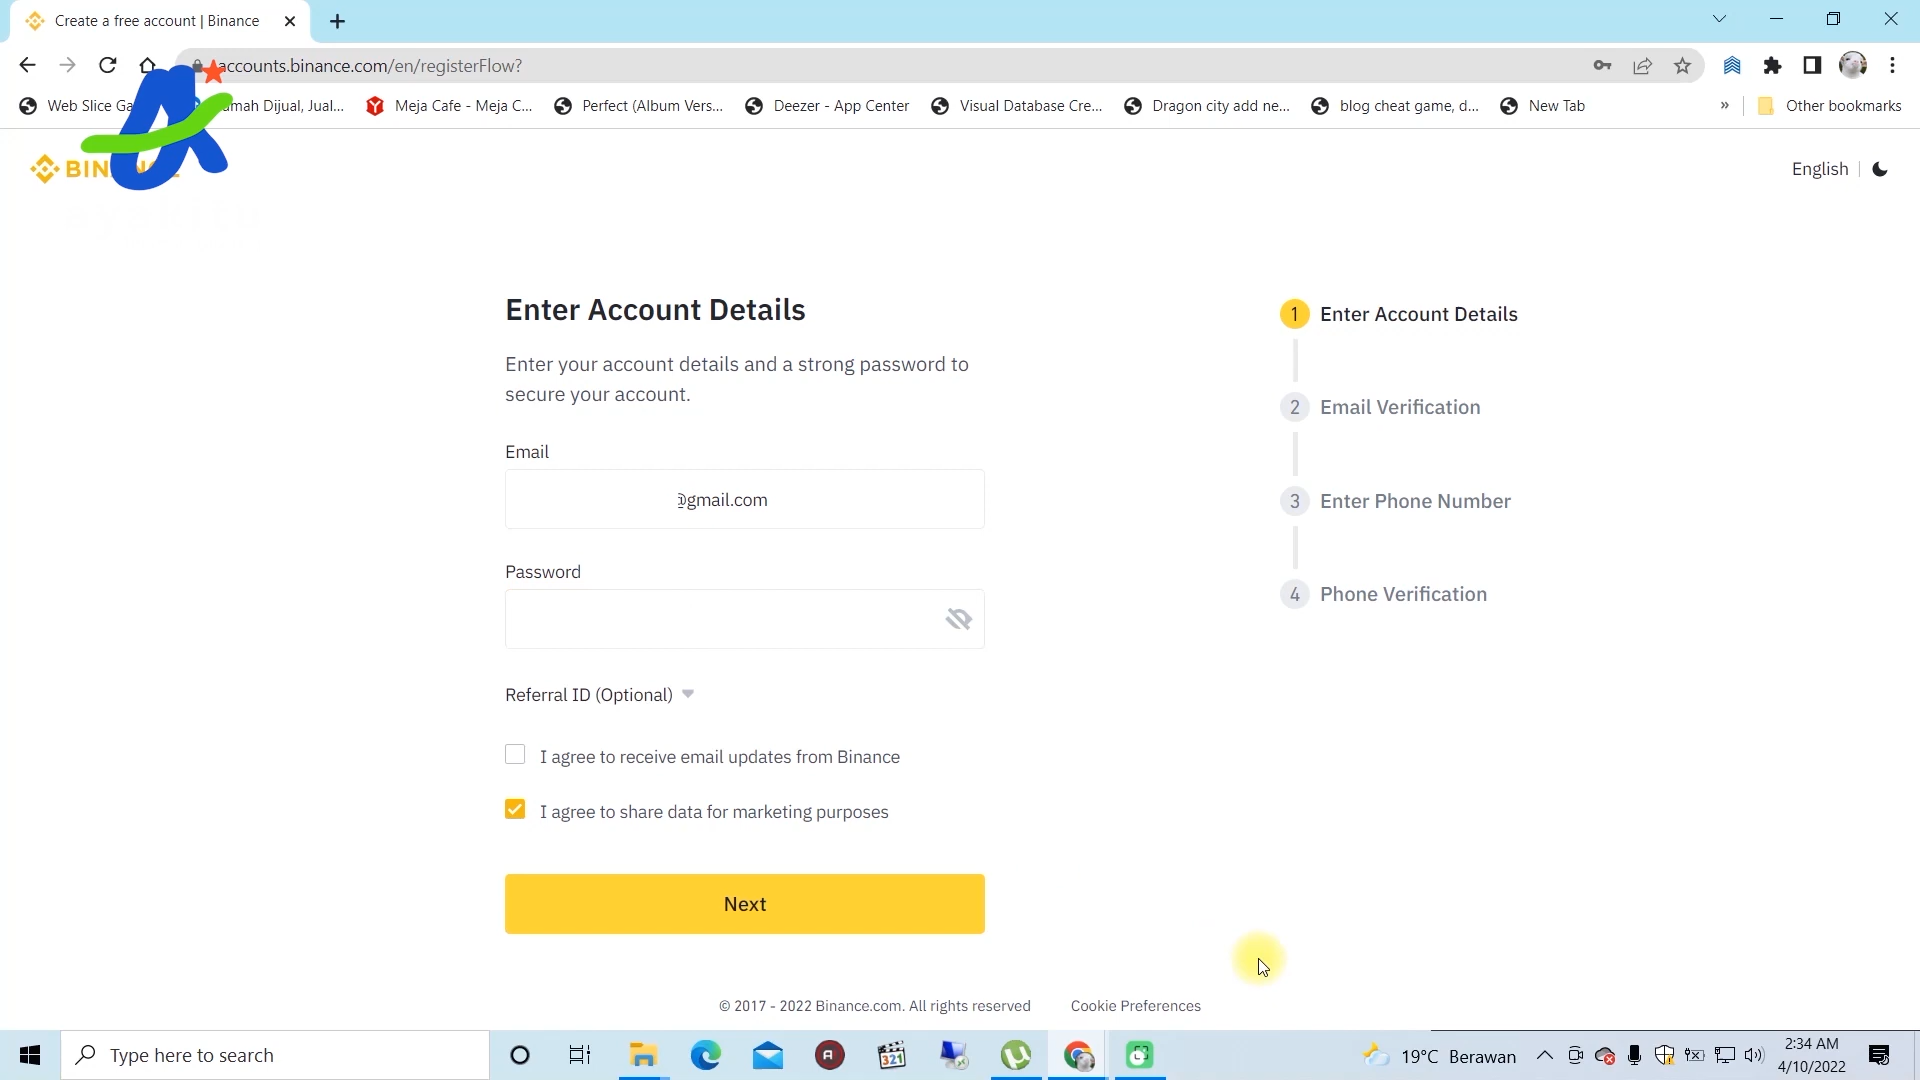 Create a free account | Binance
accounts.binance.com/en/registerFlow?
Web Slice Ga
mah Dijual, Jual...
Meja Cafe - Meja C...
Perfect (Album Vers...
Deezer - App Center
Visual Database Cre...
Dragon city add ne...
blog cheat game, d...
New Tab
»
Other bookmarks
English
Enter Account Details
Enter your account details and a strong password to
secure your account.
Email
@gmail.com
Password
Referral ID (Optional)
I agree to receive email updates from Binance
I agree to share data for marketing purposes
Next
1 Enter Account Details
2 Email Verification
3 Enter Phone Number
4 Phone Verification
© 2017 - 2022 Binance.com. All rights reserved
Cookie Preferences
Type here to search
321
19°C Berawan
2:34 AM
4/10/2022